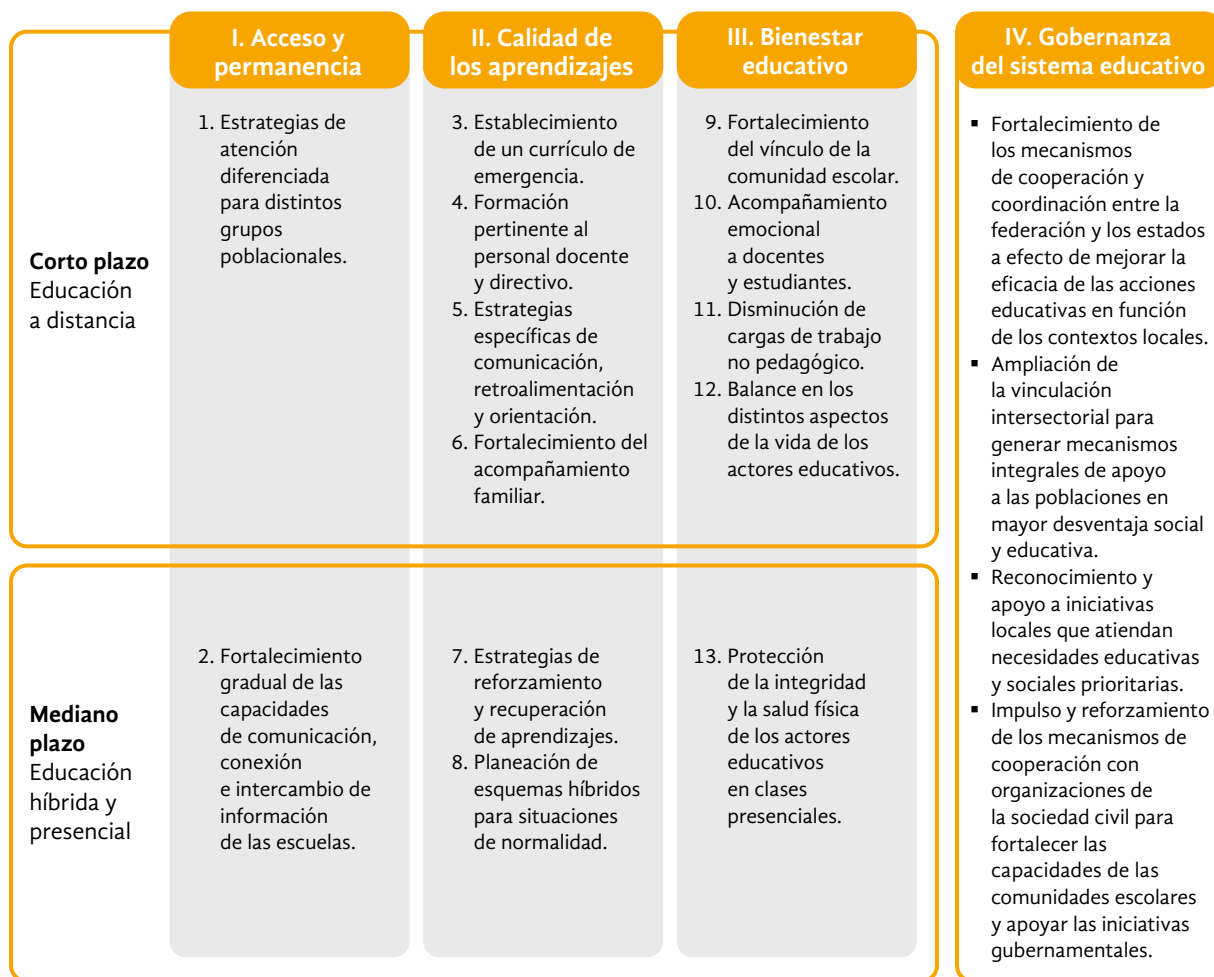 I. Acceso y
permanencia
II. Calidad de
los aprendizajes
III. Bienestar
educativo
IV. Gobernanza
del sistema educativo
Corto plazo
Educación
a distancia
1. Estrategias de
atención
diferenciada
para distintos
grupos
poblacionales.
3. Establecimiento
de un currículo de
emergencia.
4. Formación
pertinente al
personal docente
y directivo.
5. Estrategias
específicas de
comunicación,
retroalimentación
y orientación.
6. Fortalecimiento del
acompañamiento
familiar.
9. Fortalecimiento
del vínculo de la
comunidad escolar.
10. Acompañamiento
emocional
a docentes
y estudiantes.
11. Disminución de
cargas de trabajo
no pedagógico.
12. Balance en los
distintos aspectos
de la vida de los
actores educativos.
Mediano
plazo
Educación
híbrida y
presencial
2. Fortalecimiento
gradual de las
capacidades
de comunicación,
conexión
e intercambio de
información
de las escuelas.
7. Estrategias de
reforzamiento
y recuperación
de aprendizajes.
8. Planeación de
esquemas híbridos
para situaciones
de normalidad.
13. Protección
de la integridad
y la salud física
de los actores
educativos
en clases
presenciales.
▪ Fortalecimiento de
los mecanismos
de cooperación y
coordinación entre la
federación y los estados
a efecto de mejorar la
eficacia de las acciones
educativas en función
de los contextos locales.
▪ Ampliación de
la vinculación
intersectorial para
generar mecanismos
integrales de apoyo
a las poblaciones en
mayor desventaja social
y educativa.
▪ Reconocimiento y
apoyo a iniciativas
locales que atiendan
necesidades educativas
y sociales prioritarias.
▪ Impulso y reforzamiento
de los mecanismos de
cooperación con
organizaciones de
la sociedad civil para
fortalecer las
capacidades de las
comunidades escolares
y apoyar las iniciativas
gubernamentales.